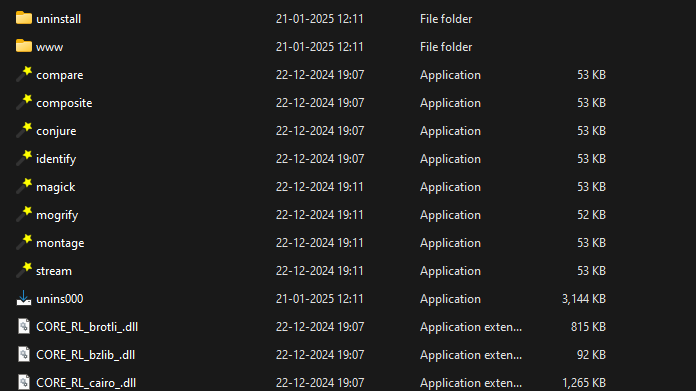 uninstall 21-01-2025 12:11 File folder
www 21-01-2025 12:11 File folder
compare 22-12-2024 19:07 Application 53 KB
composite 22-12-2024 19:07 Application 53 KB
conjure 22-12-2024 19:07 Application 53 KB
identify 22-12-2024 19:07 Application 53 KB
magick 22-12-2024 19:11 Application 53 KB
mogrify 22-12-2024 19:11 Application 52 KB
montage 22-12-2024 19:11 Application 53 KB
stream 22-12-2024 19:11 Application 53 KB
unins000 21-01-2025 12:11 Application 3,144 KB
CORE_RL_brotli_.dll 22-12-2024 19:07 Application exten... 815 KB
CORE_RL_bzlib_.dll 22-12-2024 19:07 Application exten... 92 KB
CORE_RL_cairo_.dll 22-12-2024 19:07 Application exten... 1,265 KB